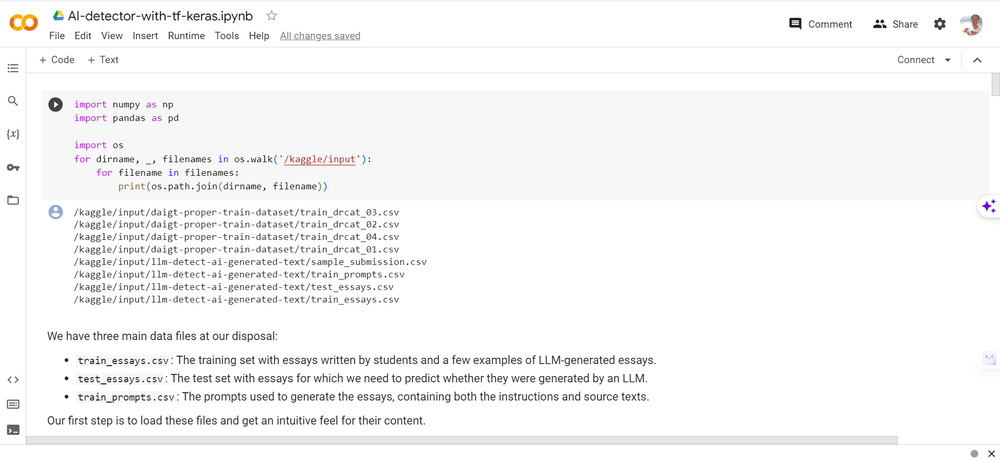 AI-detector-with-tf-keras.ipynb
File Edit View Insert Runtime Tools Help All changes saved
Comment Share
+ Code + Text
Connect
import numpy as np
import pandas as pd
import os
for dirname, _, filenames in os.walk('/kaggle/input'):
    for filename in filenames:
        print(os.path.join(dirname, filename))
{x}
/kaggle/input/daigt-proper-train-dataset/train_drcat_03.csv
/kaggle/input/daigt-proper-train-dataset/train_drcat_02.csv
/kaggle/input/daigt-proper-train-dataset/train_drcat_04.csv
/kaggle/input/daigt-proper-train-dataset/train_drcat_01.csv
/kaggle/input/llm-detect-ai-generated-text/sample_submission.csv
/kaggle/input/llm-detect-ai-generated-text/train_prompts.csv
/kaggle/input/llm-detect-ai-generated-text/test_essays.csv
/kaggle/input/llm-detect-ai-generated-text/train_essays.csv
We have three main data files at our disposal:
• train_essays.csv: The training set with essays written by students and a few examples of LLM-generated essays.
• test_essays.csv: The test set with essays for which we need to predict whether they were generated by an LLM.
• train_prompts.csv: The prompts used to generate the essays, containing both the instructions and source texts.
Our first step is to load these files and get an intuitive feel for their content.